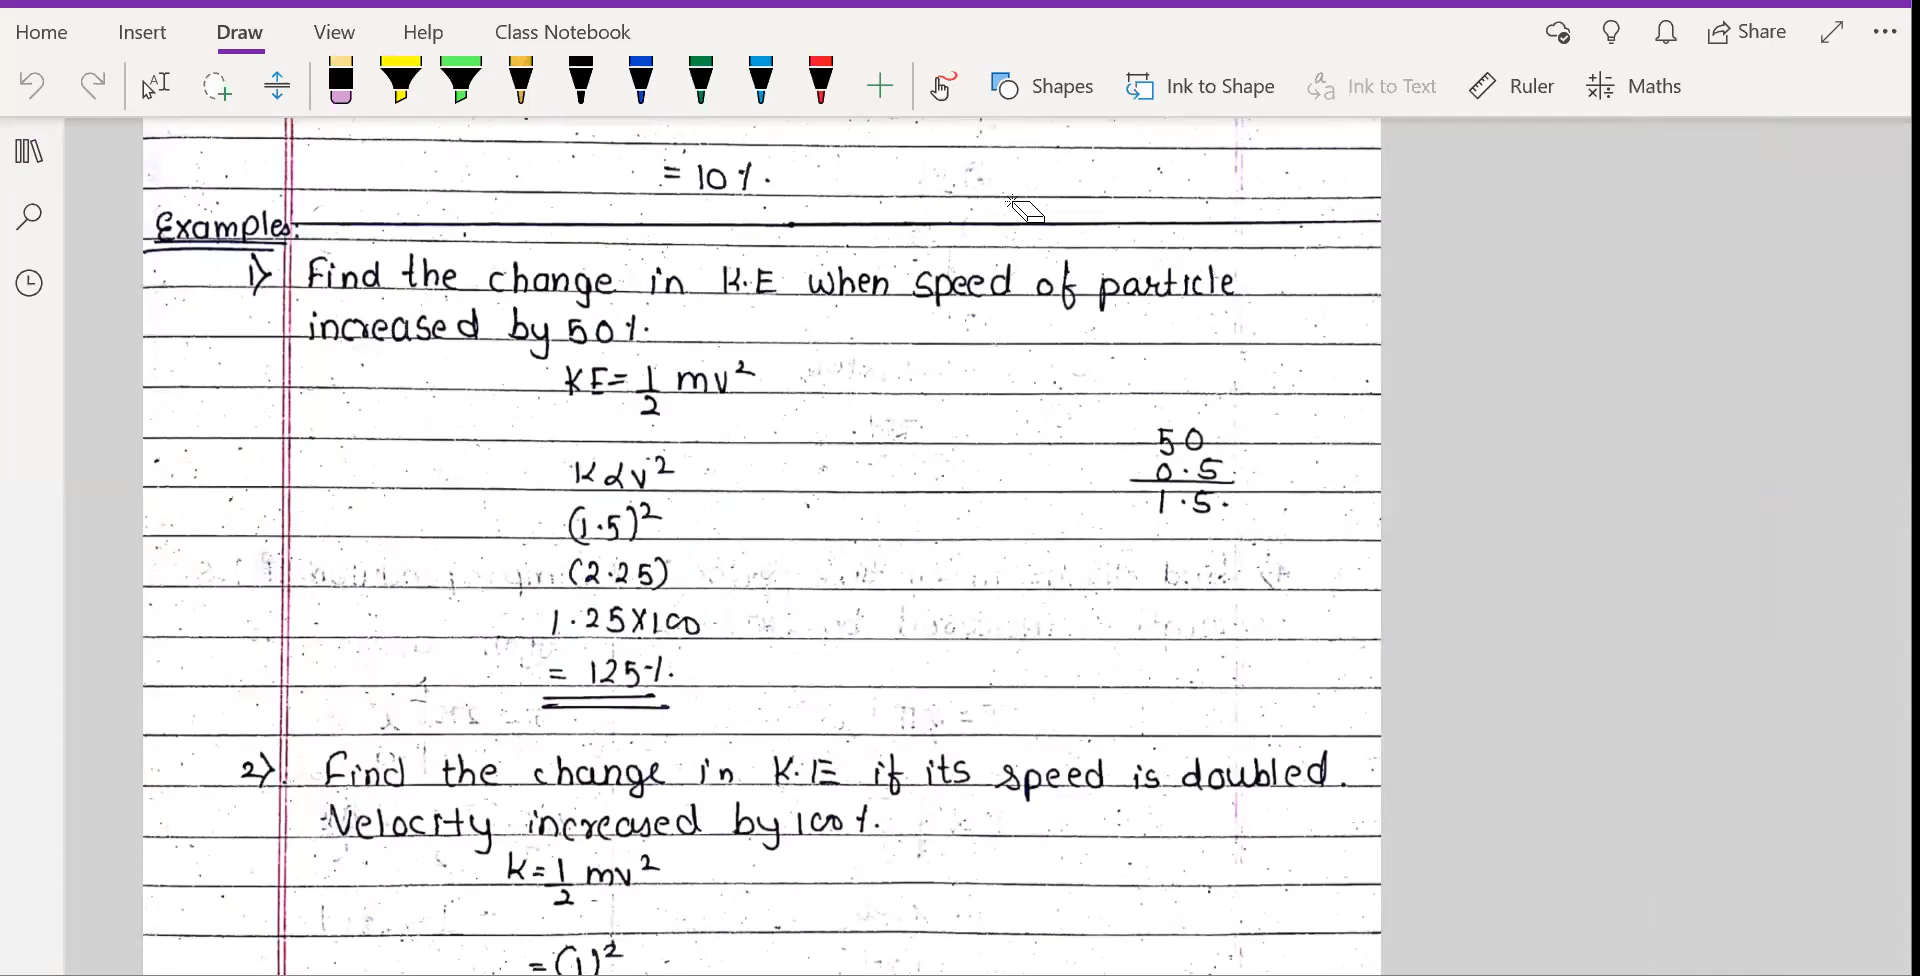 Home Insert Draw View Help Class Notebook Share
Shapes Ink to Shape Ink to Text Ruler Maths
= 10%.
Examples:
1) Find the change in K.E when speed of particle
increased by 50%.
KE = 1/2 mv²
50
K α v² 0.5
(1.5)² 1.5.
(2.25)
1.25X100
= 125%.
2) Find the change in K.E if its speed is doubled.
Velocity increased by 100%.
K = 1/2 mv²
= (1)²